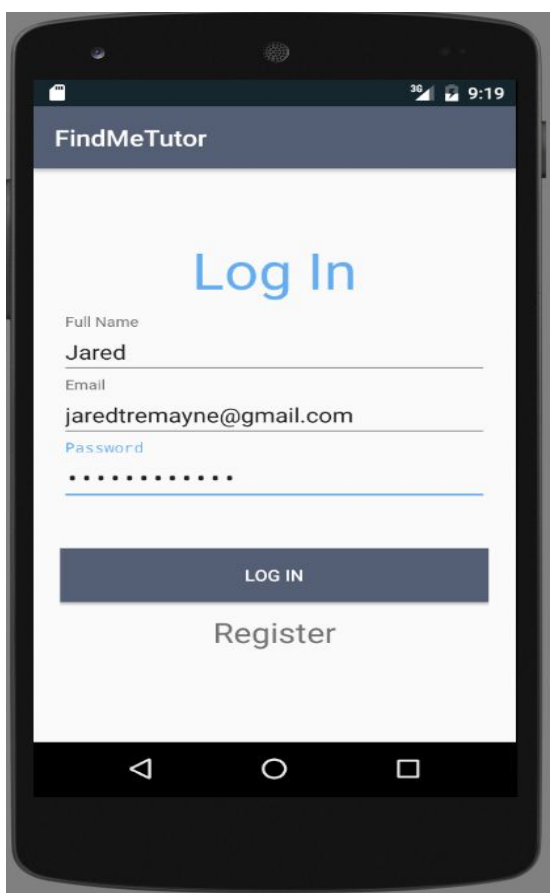 3G 9:19
FindMeTutor
Log In
Full Name
Jared
Email
jaredtremayne@gmail.com
Password
••••••••••••
LOG IN
Register